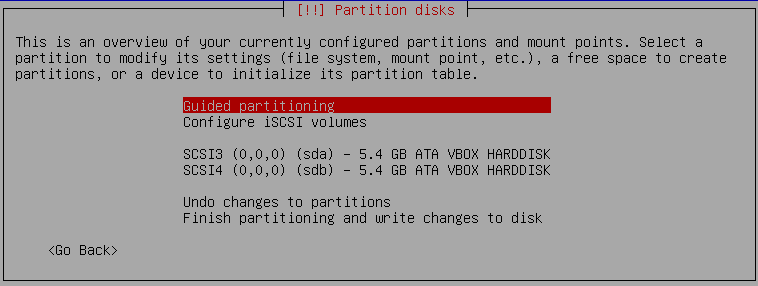 [!!] Partition disks
This is an overview of your currently configured partitions and mount points. Select a
partition to modify its settings (file system, mount point, etc.), a free space to create
partitions, or a device to initialize its partition table.
Guided partitioning
Configure iSCSI volumes
SCSI3 (0,0,0) (sda) - 5.4 GB ATA VBOX HARDDISK
SCSI4 (0,0,0) (sdb) - 5.4 GB ATA VBOX HARDDISK
Undo changes to partitions
Finish partitioning and write changes to disk
<Go Back>